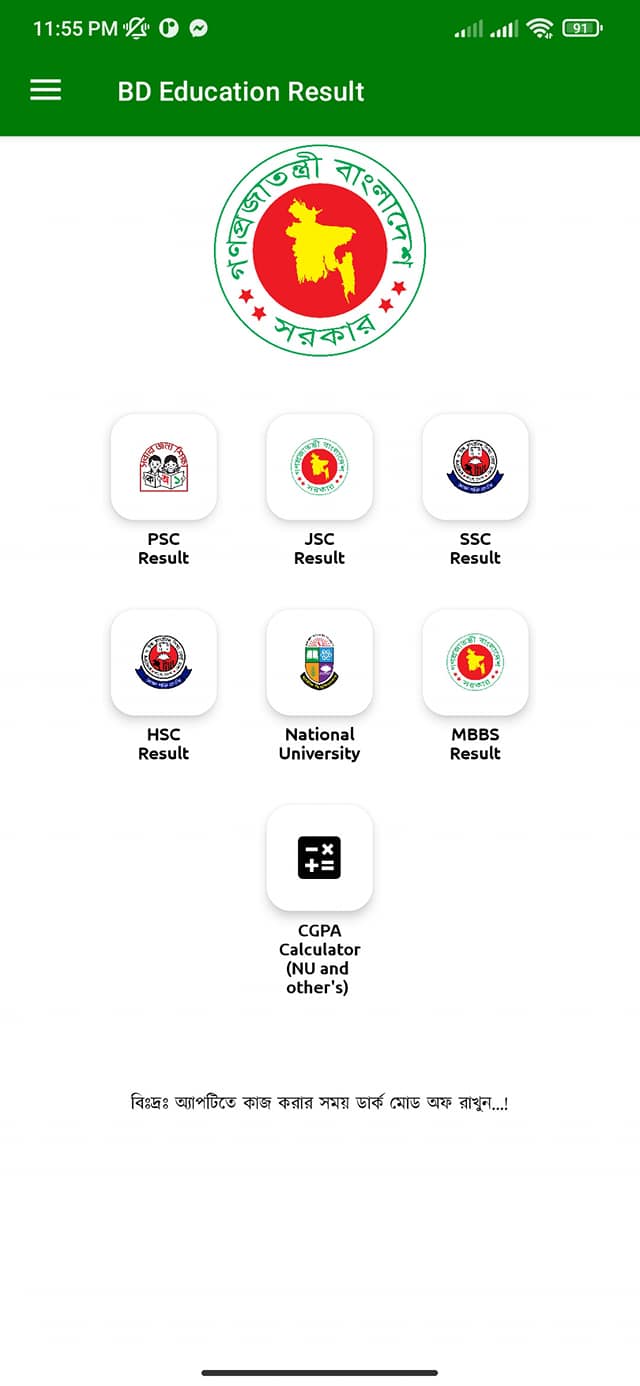 11:55 PM
91
BD Education Result
গণপ্রজাতন্ত্রী বাংলাদেশ
সরকার
PSC
Result
JSC
Result
SSC
Result
HSC
Result
National
University
MBBS
Result
CGPA
Calculator
(NU and
other's)
বিঃদ্রঃ অ্যাপটিতে কাজ করার সময় ডার্ক মোড অফ রাখুন...!